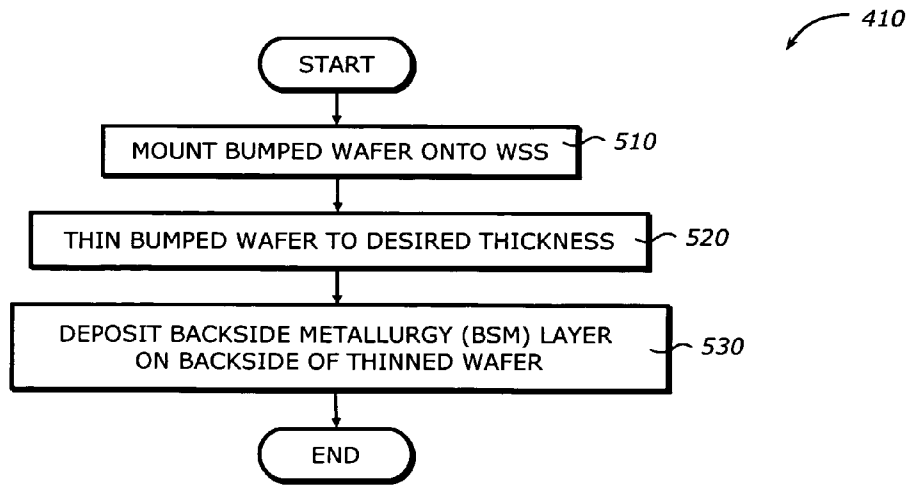 410
START
MOUNT BUMPED WAFER ONTO WSS
510
THIN BUMPED WAFER TO DESIRED THICKNESS
520
DEPOSIT BACKSIDE METALLURGY (BSM) LAYER
ON BACKSIDE OF THINNED WAFER
530
END